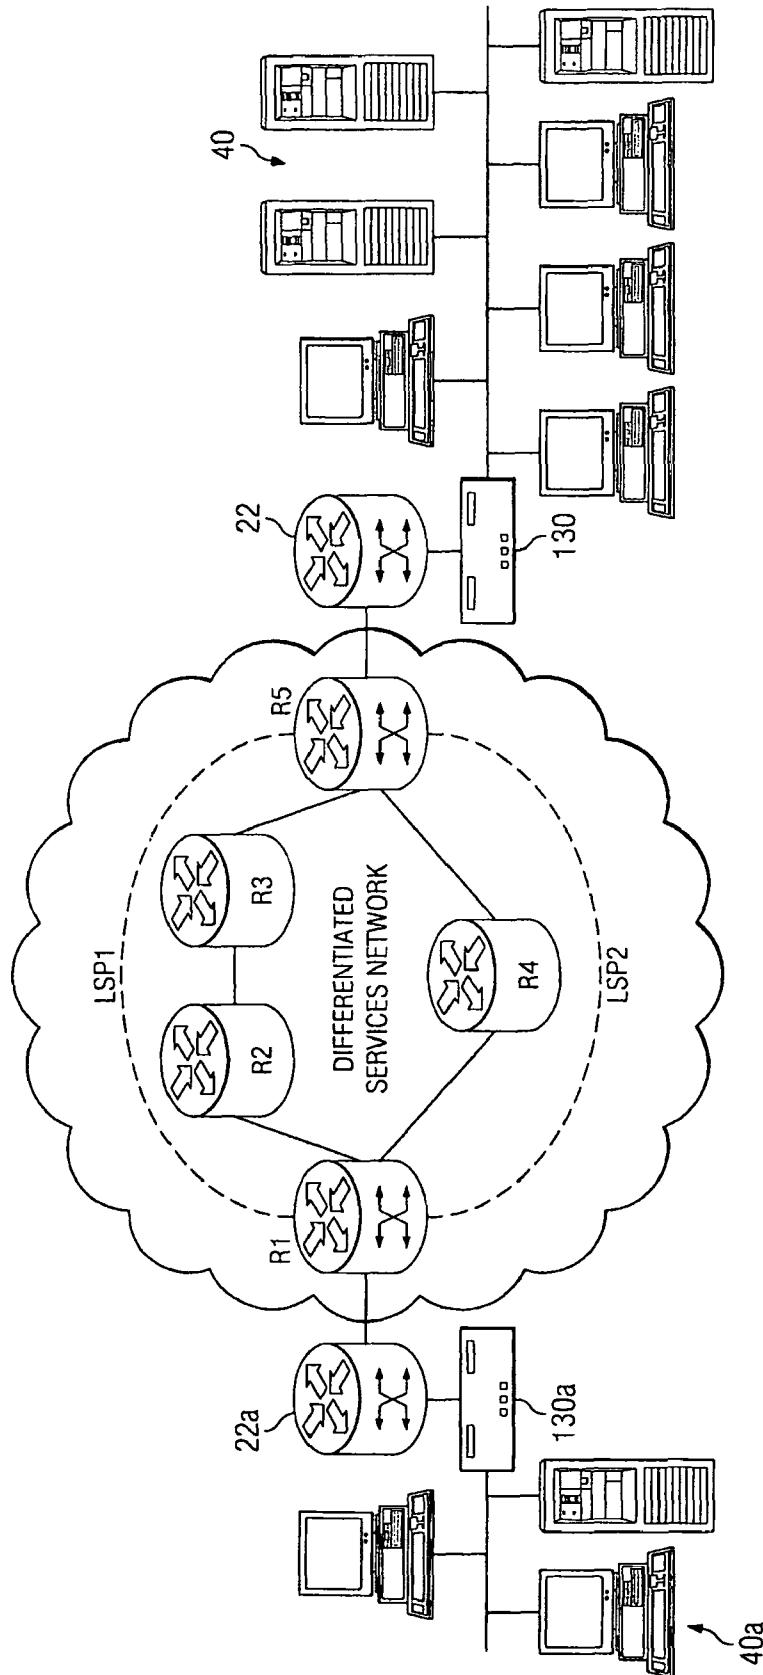 40
22
130
R5
LSP1
R3
R2
DIFFERENTIATED
SERVICES NETWORK
R4
LSP2
R1
22a
130a
40a